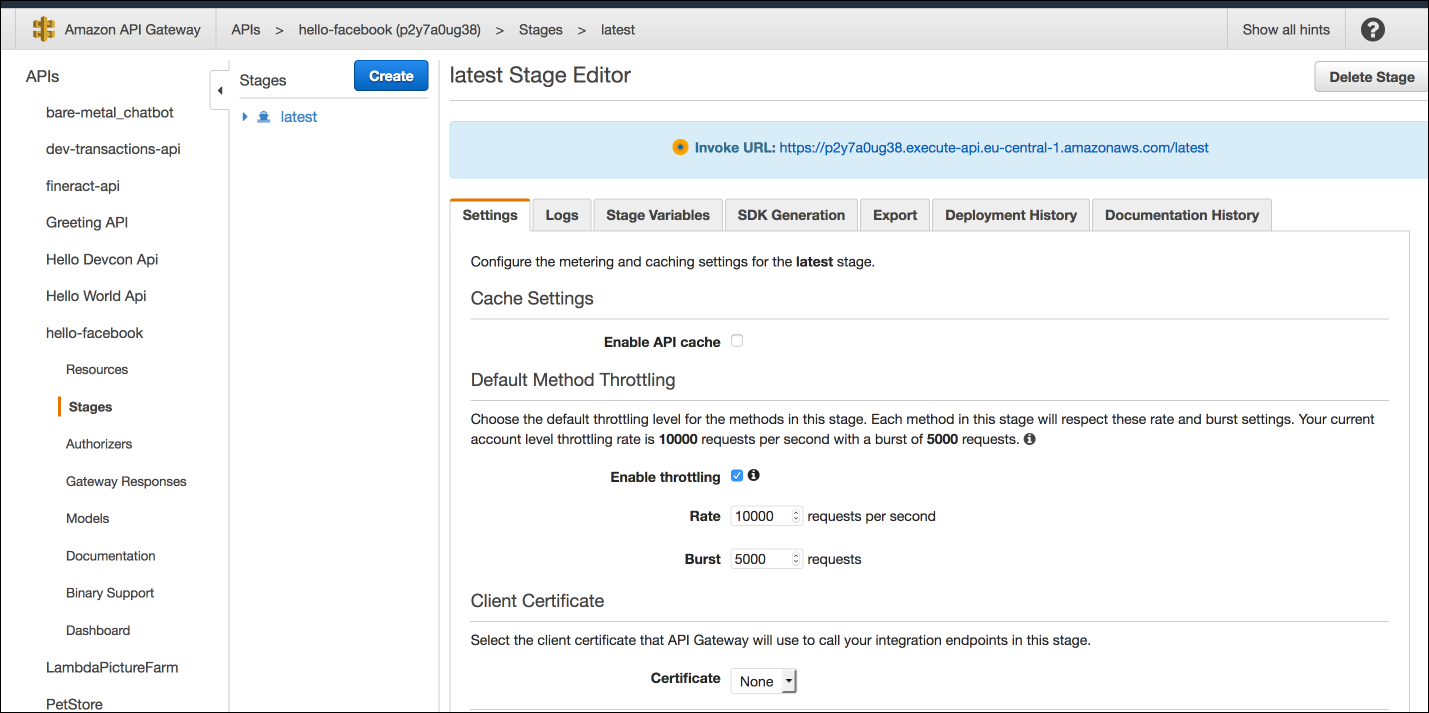 Amazon API Gateway APIs > hello-facebook (p2y7a0ug38) > Stages > latest Show all hints ?
APIs
bare-metal_chatbot
dev-transactions-api
fineract-api
Greeting API
Hello Devcon Api
Hello World Api
hello-facebook
Resources
Stages
Authorizers
Gateway Responses
Models
Documentation
Binary Support
Dashboard
LambdaPictureFarm
PetStore
Stages Create
latest
latest Stage Editor Delete Stage
Invoke URL: https://p2y7a0ug38.execute-api.eu-central-1.amazonaws.com/latest
Settings Logs Stage Variables SDK Generation Export Deployment History Documentation History
Configure the metering and caching settings for the latest stage.
Cache Settings
Enable API cache
Default Method Throttling
Choose the default throttling level for the methods in this stage. Each method in this stage will respect these rate and burst settings. Your current
account level throttling rate is 10000 requests per second with a burst of 5000 requests.
Enable throttling
Rate 10000 requests per second
Burst 5000 requests
Client Certificate
Select the client certificate that API Gateway will use to call your integration endpoints in this stage.
Certificate None